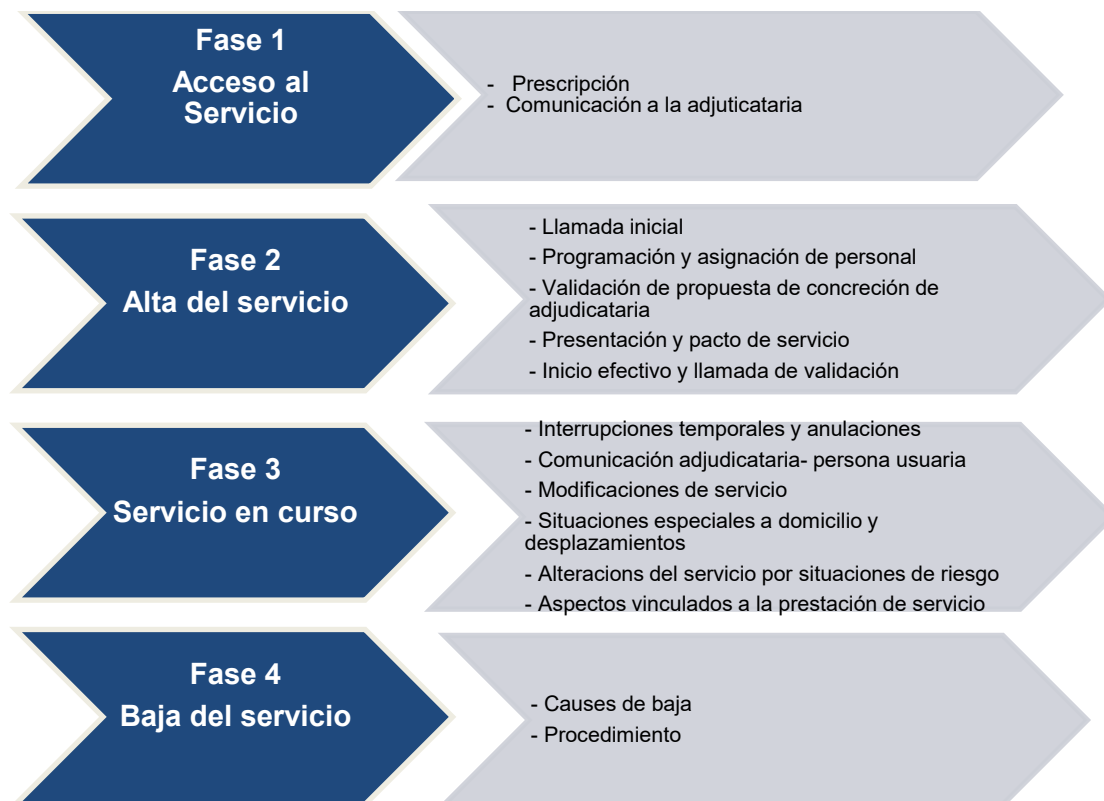 Fase 1
Acceso al
Servicio
- Prescripción
- Comunicación a la adjuticataria
Fase 2
Alta del servicio
- Llamada inicial
- Programación y asignación de personal
- Validación de propuesta de concreción de
adjudicataria
- Presentación y pacto de servicio
- Inicio efectivo y llamada de validación
Fase 3
Servicio en curso
- Interrupciones temporales y anulaciones
- Comunicación adjudicataria- persona usuaria
- Modificaciones de servicio
- Situaciones especiales a domicilio y
desplazamientos
- Alteracions del servicio por situaciones de riesgo
- Aspectos vinculados a la prestación de servicio
Fase 4
Baja del servicio
- Causes de baja
- Procedimiento